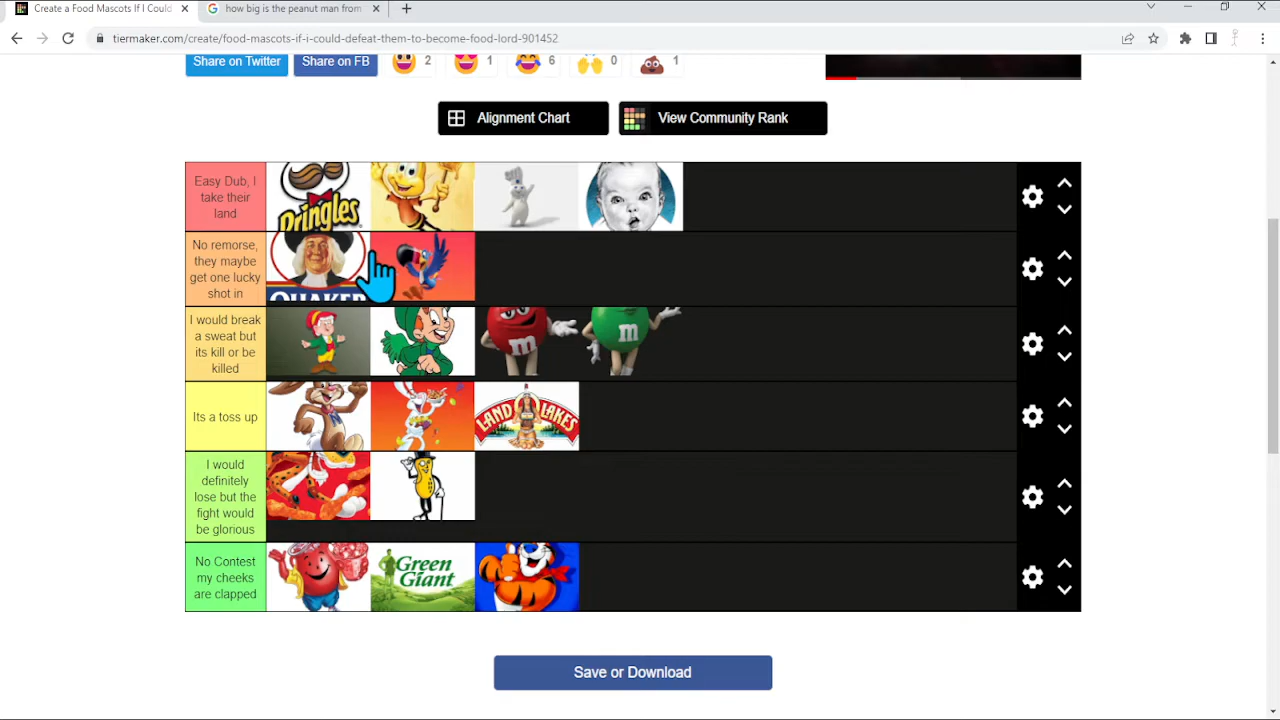 Create a Food Mascots If I Could
how big is the peanut man from
tiermaker.com/create/food-mascots-if-i-could-defeat-them-to-become-food-lord-901452
Share on Twitter
Share on FB
2
1
6
0
1
Alignment Chart
View Community Rank
Easy Dub, I
take their
land
Pringles
No remorse,
they maybe
get one lucky
shot in
QUAKER
I would break
a sweat but
its kill or be
killed
m
m
Its a toss up
LAND O LAKES
I would
definitely
lose but the
fight would
be glorious
No Contest
my cheeks
are clapped
Green
Giant
Save or Download